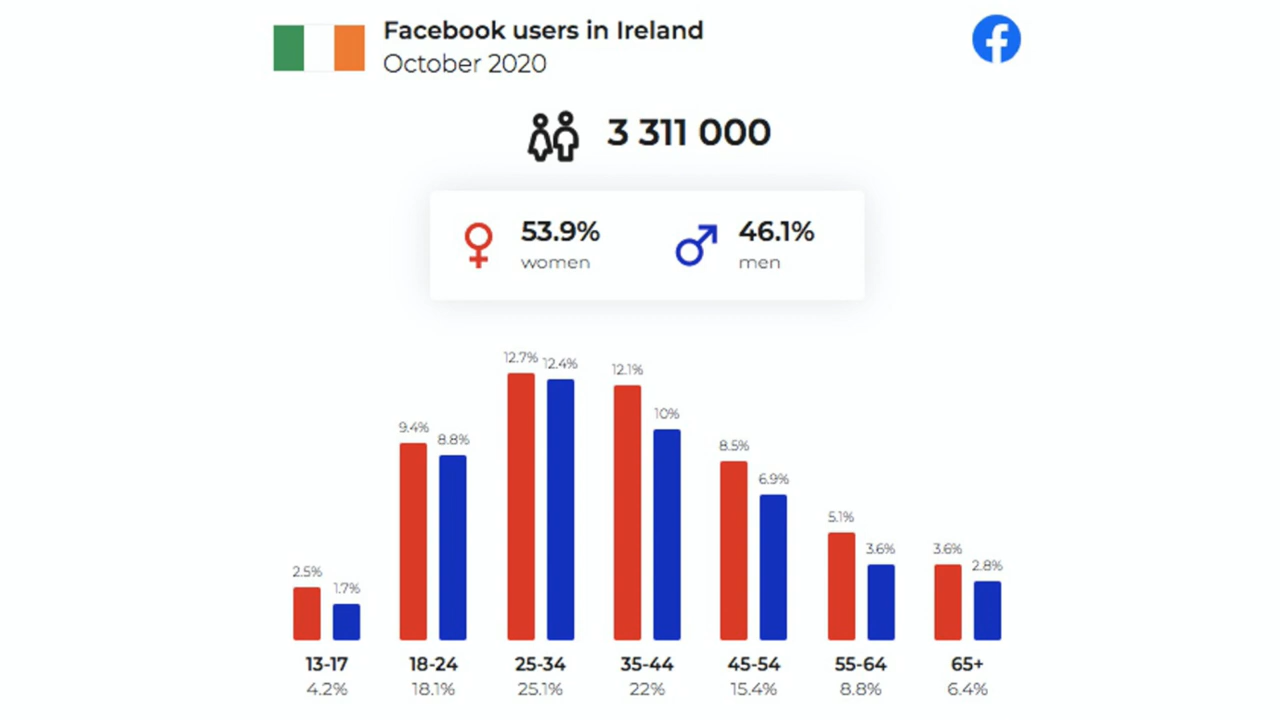 Facebook users in Ireland
October 2020
3 311 000
53.9%
women
46.1%
men
12.7% 12.4% 12.1%
9.4% 8.8% 10%
8.5% 6.9%
5.1% 3.6% 3.6% 2.8%
2.5% 1.7%
13-17 18-24 25-34 35-44 45-54 55-64 65+
4.2% 18.1% 25.1% 22% 15.4% 8.8% 6.4%